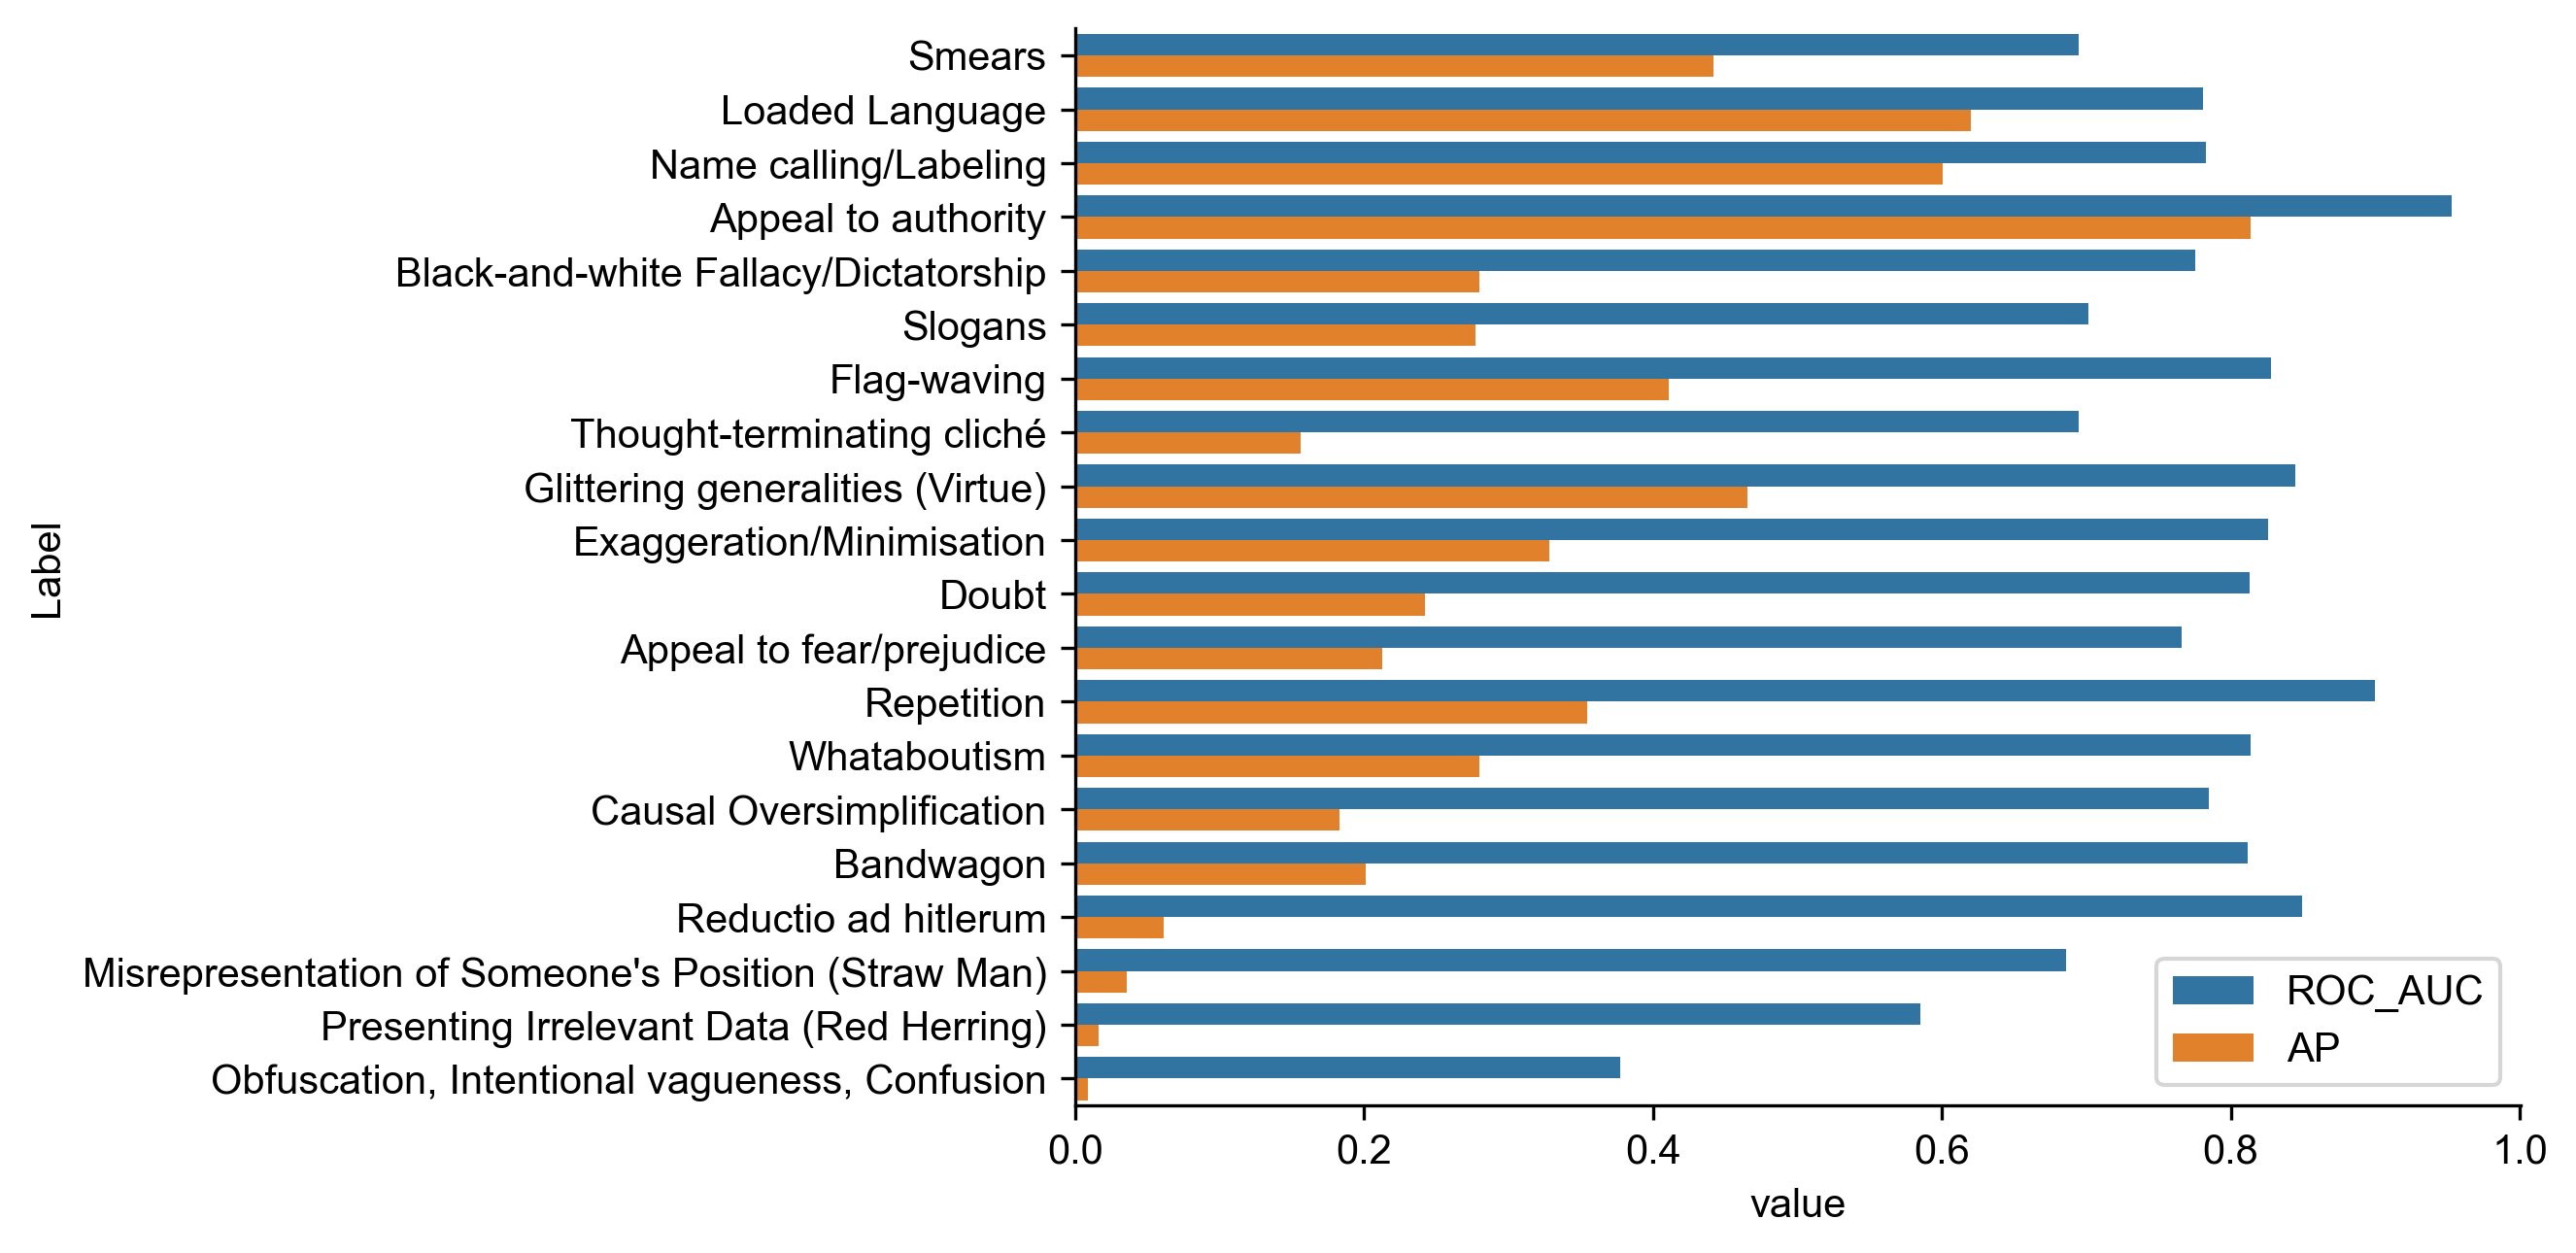 Smears
Loaded Language
Name calling/Labeling
Appeal to authority
Black-and-white Fallacy/Dictatorship
Slogans
Flag-waving
Thought-terminating cliché
Glittering generalities (Virtue)
Exaggeration/Minimisation
Doubt
Appeal to fear/prejudice
Repetition
Whataboutism
Causal Oversimplification
Bandwagon
Reductio ad hitlerum
Misrepresentation of Someone's Position (Straw Man)
Presenting Irrelevant Data (Red Herring)
Obfuscation, Intentional vagueness, Confusion
Label
ROC_AUC
AP
0.0 0.2 0.4 0.6 0.8 1.0
value